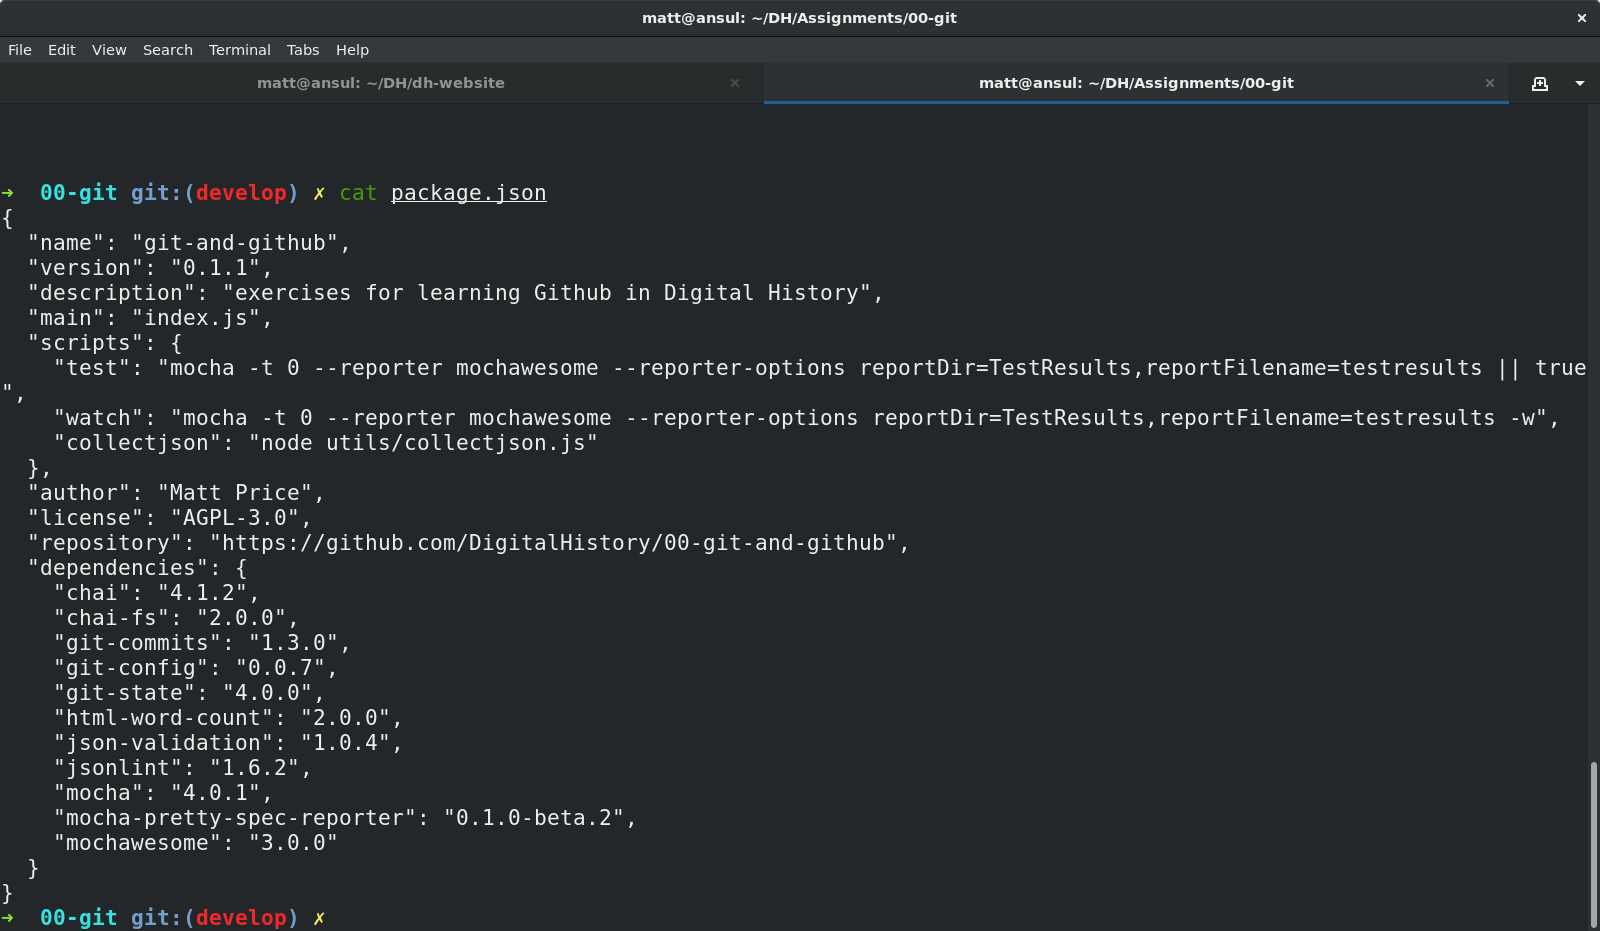 matt@ansul: ~/DH/Assignments/00-git
File Edit View Search Terminal Tabs Help
matt@ansul: ~/DH/dh-website matt@ansul: ~/DH/Assignments/00-git
➜  00-git git:(develop) ✗ cat package.json
{
  "name": "git-and-github",
  "version": "0.1.1",
  "description": "exercises for learning Github in Digital History",
  "main": "index.js",
  "scripts": {
    "test": "mocha -t 0 --reporter mochawesome --reporter-options reportDir=TestResults,reportFilename=testresults || true
",
    "watch": "mocha -t 0 --reporter mochawesome --reporter-options reportDir=TestResults,reportFilename=testresults -w",
    "collectjson": "node utils/collectjson.js"
  },
  "author": "Matt Price",
  "license": "AGPL-3.0",
  "repository": "https://github.com/DigitalHistory/00-git-and-github",
  "dependencies": {
    "chai": "4.1.2",
    "chai-fs": "2.0.0",
    "git-commits": "1.3.0",
    "git-config": "0.0.7",
    "git-state": "4.0.0",
    "html-word-count": "2.0.0",
    "json-validation": "1.0.4",
    "jsonlint": "1.6.2",
    "mocha": "4.0.1",
    "mocha-pretty-spec-reporter": "0.1.0-beta.2",
    "mochawesome": "3.0.0"
  }
}
➜  00-git git:(develop) ✗